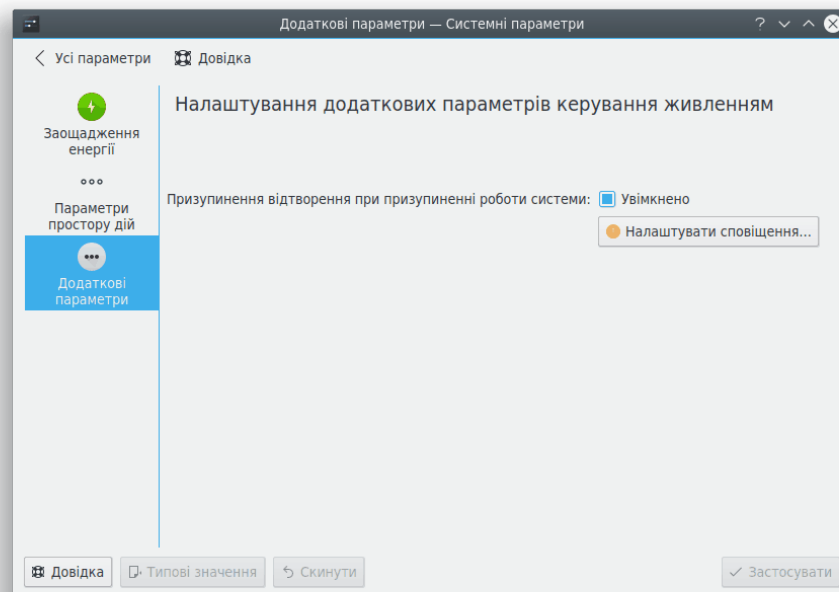 Додаткові параметри — Системні параметри
Усі параметри
Довідка
Заощадження
енергії
Параметри
простору дій
Додаткові
параметри
Налаштування додаткових параметрів керування живленням
Призупинення відтворення при призупиненні роботи системи:
Увімкнено
Налаштувати сповіщення...
Довідка
Типові значення
Скинути
Застосувати